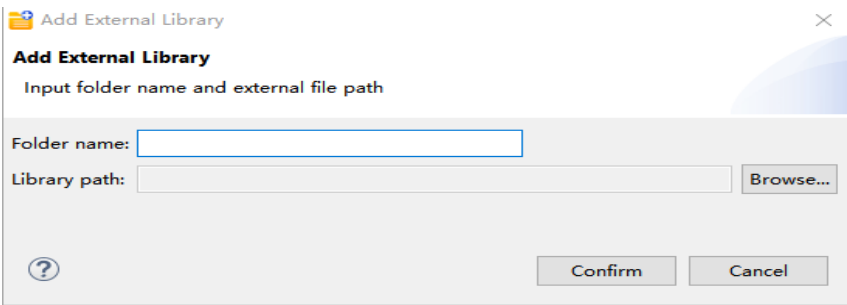 Add External Library
Add External Library
Input folder name and external file path
Folder name:
Library path:
Browse...
?
Confirm
Cancel